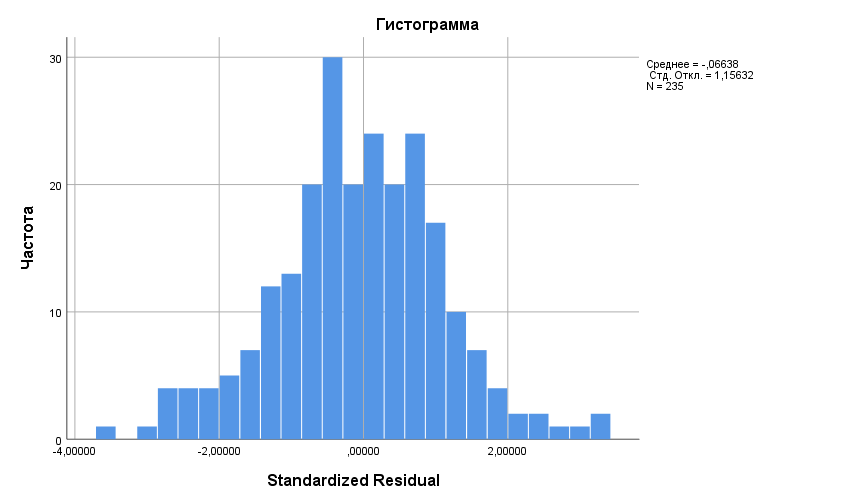 Гистограмма
30
20
10
0
Частота
-4,00000
-2,00000
,00000
2,00000
Standardized Residual
Среднее = -,06638
Стд. Откл. = 1,15632
N = 235